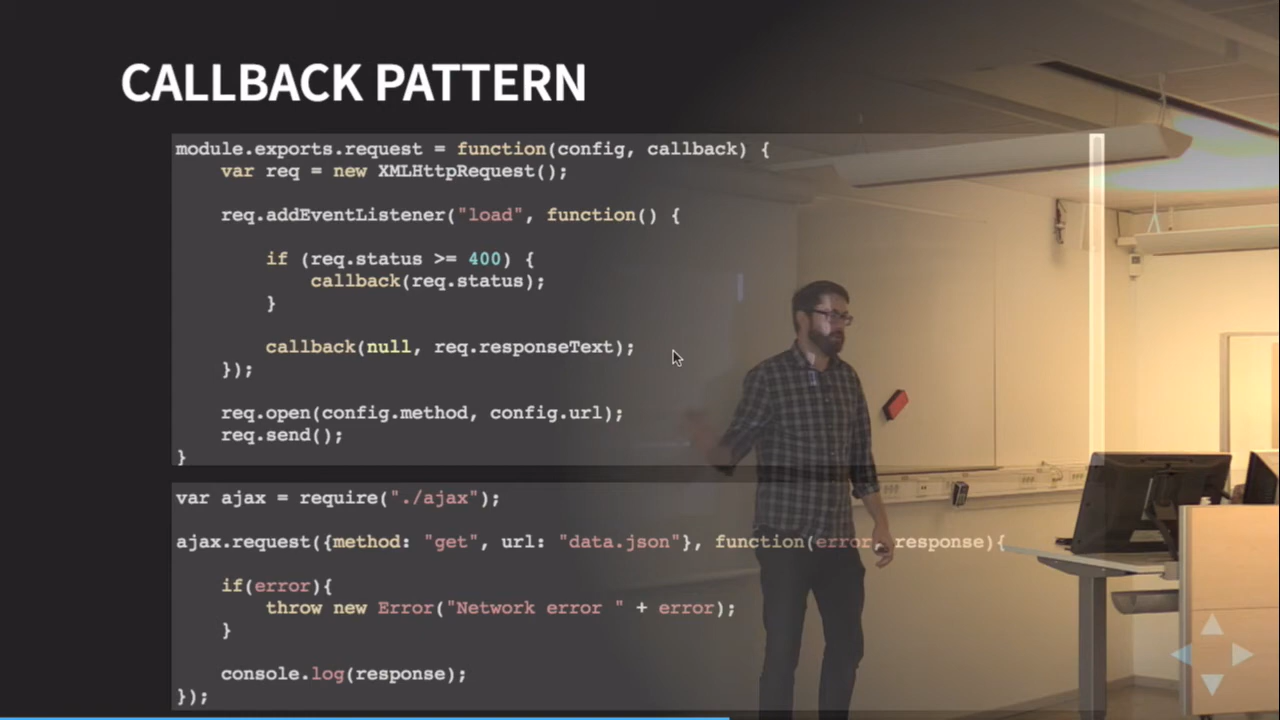 CALLBACK PATTERN
module.exports.request = function(config, callback) {
    var req = new XMLHttpRequest();
    req.addEventListener("load", function() {
        if (req.status >= 400) {
            callback(req.status);
        }
        callback(null, req.responseText);
    });
    req.open(config.method, config.url);
    req.send();
}
var ajax = require("./ajax");
ajax.request({method: "get", url: "data.json"}, function(error, response){
    if(error){
        throw new Error("Network error " + error);
    }
    console.log(response);
});